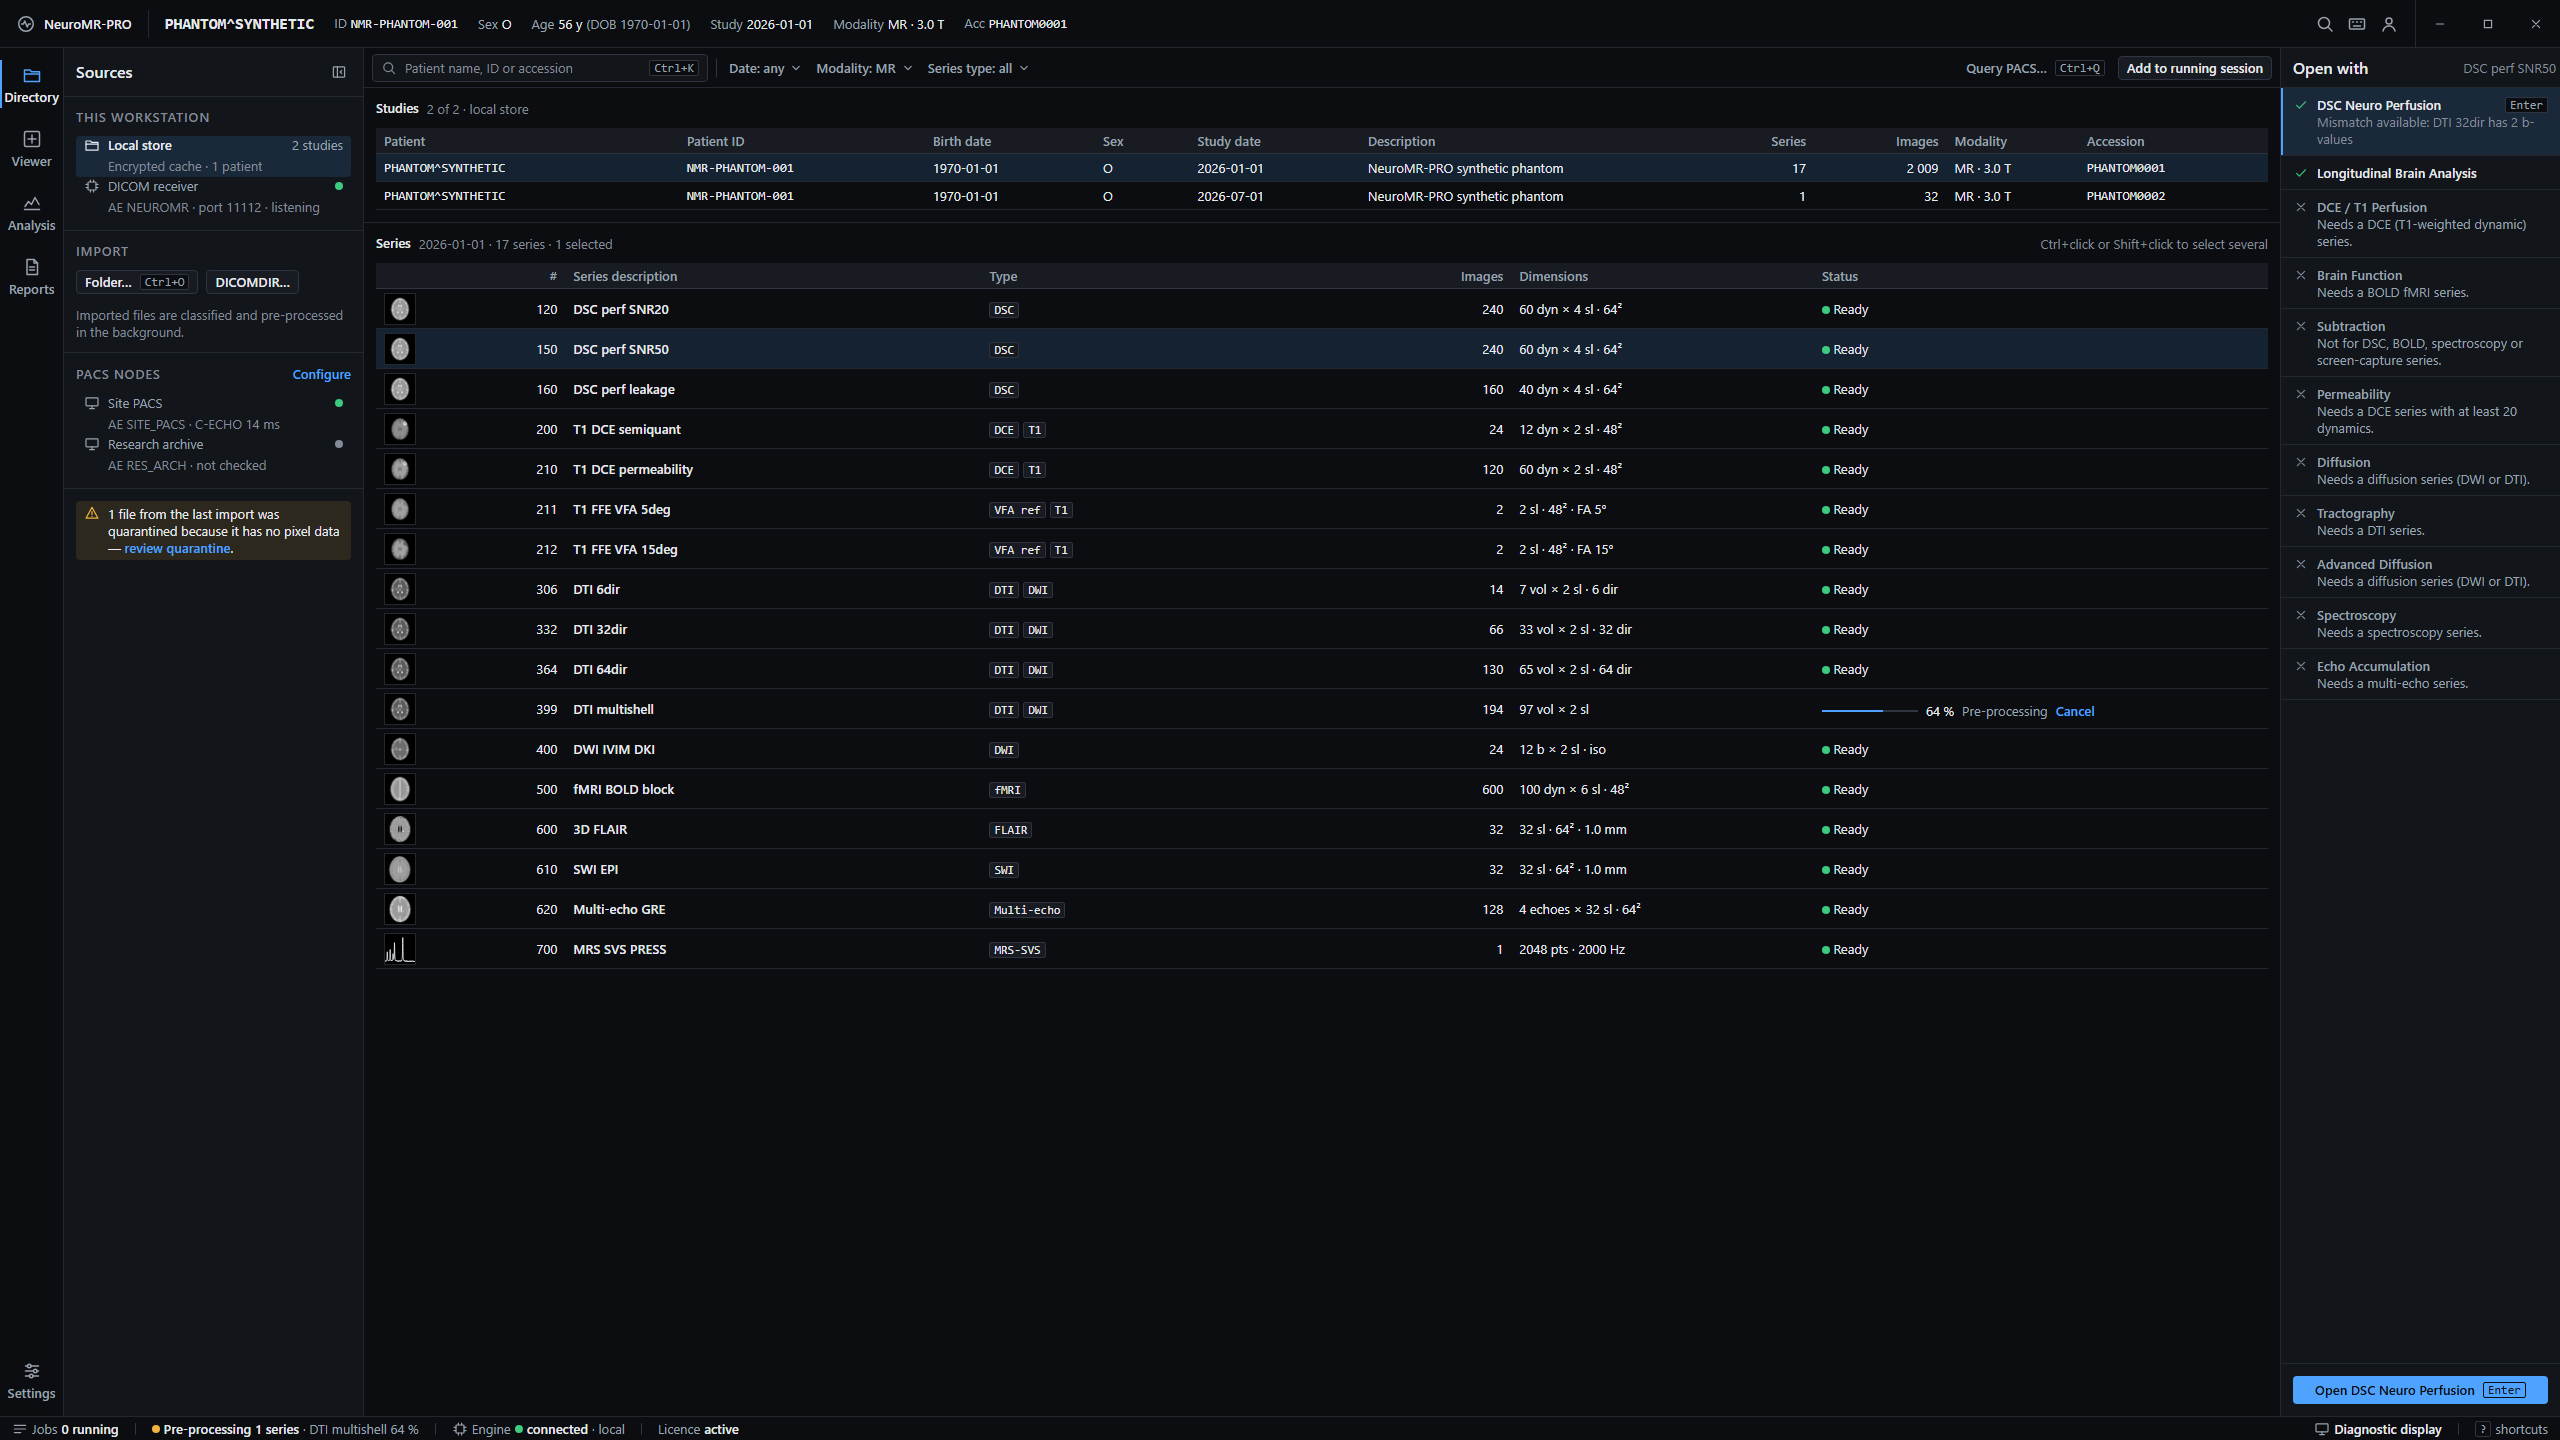 NeuroMR-PRO PHANTOM^SYNTHETIC ID NMR-PHANTOM-001 Sex O Age 56 y (DOB 1970-01-01) Study 2026-01-01 Modality MR · 3.0 T Acc PHANTOM0001
Directory
Viewer
Analysis
Reports
Settings
Sources
THIS WORKSTATION
Local store 2 studies
Encrypted cache · 1 patient
DICOM receiver
AE NEUROMR · port 11112 · listening
IMPORT
Folder... Ctrl+O DICOMDIR...
Imported files are classified and pre-processed
in the background.
PACS NODES Configure
Site PACS
AE SITE_PACS · C-ECHO 14 ms
Research archive
AE RES_ARCH · not checked
1 file from the last import was
quarantined because it has no pixel data
— review quarantine.
Patient name, ID or accession Ctrl+K Date: any Modality: MR Series type: all Query PACS... Ctrl+Q Add to running session
Studies 2 of 2 · local store
Patient Patient ID Birth date Sex Study date Description Series Images Modality Accession
PHANTOM^SYNTHETIC NMR-PHANTOM-001 1970-01-01 O 2026-01-01 NeuroMR-PRO synthetic phantom 17 2 009 MR · 3.0 T PHANTOM0001
PHANTOM^SYNTHETIC NMR-PHANTOM-001 1970-01-01 O 2026-07-01 NeuroMR-PRO synthetic phantom 1 32 MR · 3.0 T PHANTOM0002
Series 2026-01-01 · 17 series · 1 selected Ctrl+click or Shift+click to select several
# Series description Type Images Dimensions Status
120 DSC perf SNR20 DSC 240 60 dyn × 4 sl · 64² Ready
150 DSC perf SNR50 DSC 240 60 dyn × 4 sl · 64² Ready
160 DSC perf leakage DSC 160 40 dyn × 4 sl · 64² Ready
200 T1 DCE semiquant DCE T1 24 12 dyn × 2 sl · 48² Ready
210 T1 DCE permeability DCE T1 120 60 dyn × 2 sl · 48² Ready
211 T1 FFE VFA 5deg VFA ref T1 2 2 sl · 48² · FA 5° Ready
212 T1 FFE VFA 15deg VFA ref T1 2 2 sl · 48² · FA 15° Ready
306 DTI 6dir DTI DWI 14 7 vol × 2 sl · 6 dir Ready
332 DTI 32dir DTI DWI 66 33 vol × 2 sl · 32 dir Ready
364 DTI 64dir DTI DWI 130 65 vol × 2 sl · 64 dir Ready
399 DTI multishell DTI DWI 194 97 vol × 2 sl 64 % Pre-processing Cancel
400 DWI IVIM DKI DWI 24 12 b × 2 sl · iso Ready
500 fMRI BOLD block fMRI 600 100 dyn × 6 sl · 48² Ready
600 3D FLAIR FLAIR 32 32 sl · 64² · 1.0 mm Ready
610 SWI EPI SWI 32 32 sl · 64² · 1.0 mm Ready
620 Multi-echo GRE Multi-echo 128 4 echoes × 32 sl · 64² Ready
700 MRS SVS PRESS MRS-SVS 1 2048 pts · 2000 Hz Ready
Open with DSC perf SNR50
DSC Neuro Perfusion Enter
Mismatch available: DTI 32dir has 2 b-
values
Longitudinal Brain Analysis
DCE / T1 Perfusion
Needs a DCE (T1-weighted dynamic)
series.
Brain Function
Needs a BOLD fMRI series.
Subtraction
Not for DSC, BOLD, spectroscopy or
screen-capture series.
Permeability
Needs a DCE series with at least 20
dynamics.
Diffusion
Needs a diffusion series (DWI or DTI).
Tractography
Needs a DTI series.
Advanced Diffusion
Needs a diffusion series (DWI or DTI).
Spectroscopy
Needs a spectroscopy series.
Echo Accumulation
Needs a multi-echo series.
Open DSC Neuro Perfusion Enter
Jobs 0 running Pre-processing 1 series · DTI multishell 64 % Engine connected · local Licence active Diagnostic display ? shortcuts